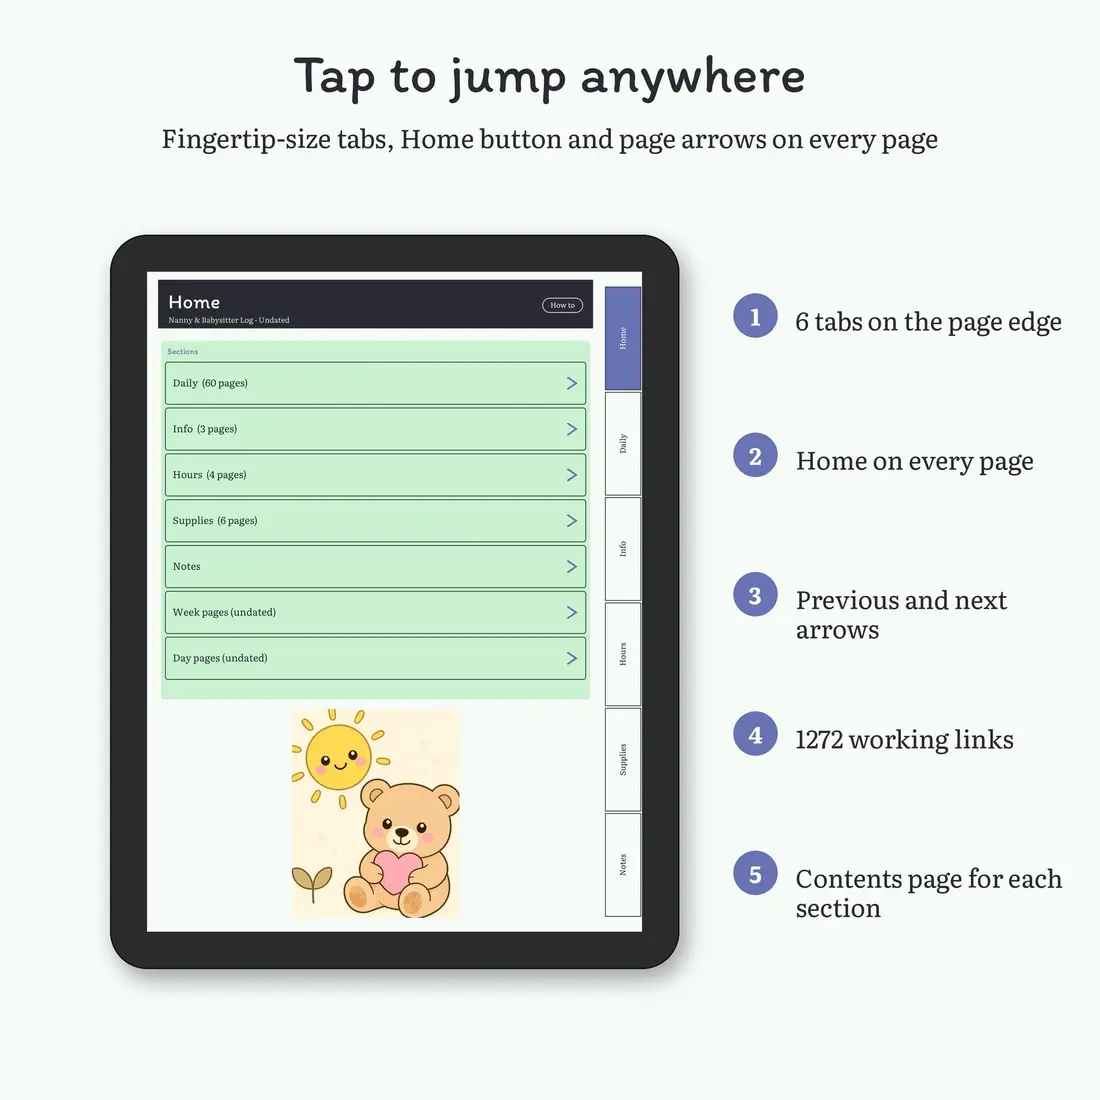 Tap to jump anywhere
Fingertip-size tabs, Home button and page arrows on every page
Home
Nanny & Babysitter Log - Undated
How to
Sections
Daily (60 pages)
Info (3 pages)
Hours (4 pages)
Supplies (6 pages)
Notes
Week pages (undated)
Day pages (undated)
Home
Daily
Info
Hours
Supplies
Notes
1 6 tabs on the page edge
2 Home on every page
3 Previous and next
arrows
4 1272 working links
5 Contents page for each
section